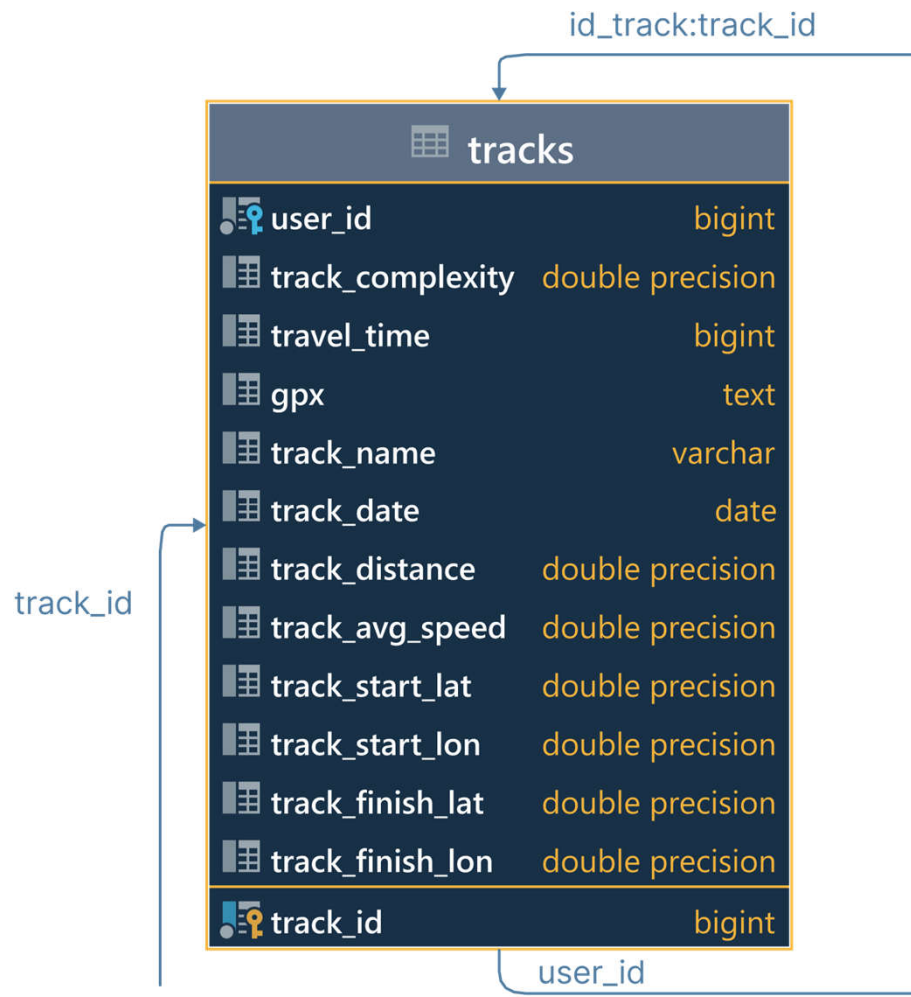 id_track:track_id
tracks
user_id bigint
track_complexity double precision
travel_time bigint
gpx text
track_name varchar
track_date date
track_distance double precision
track_id
track_avg_speed double precision
track_start_lat double precision
track_start_lon double precision
track_finish_lat double precision
track_finish_lon double precision
track_id bigint
user_id